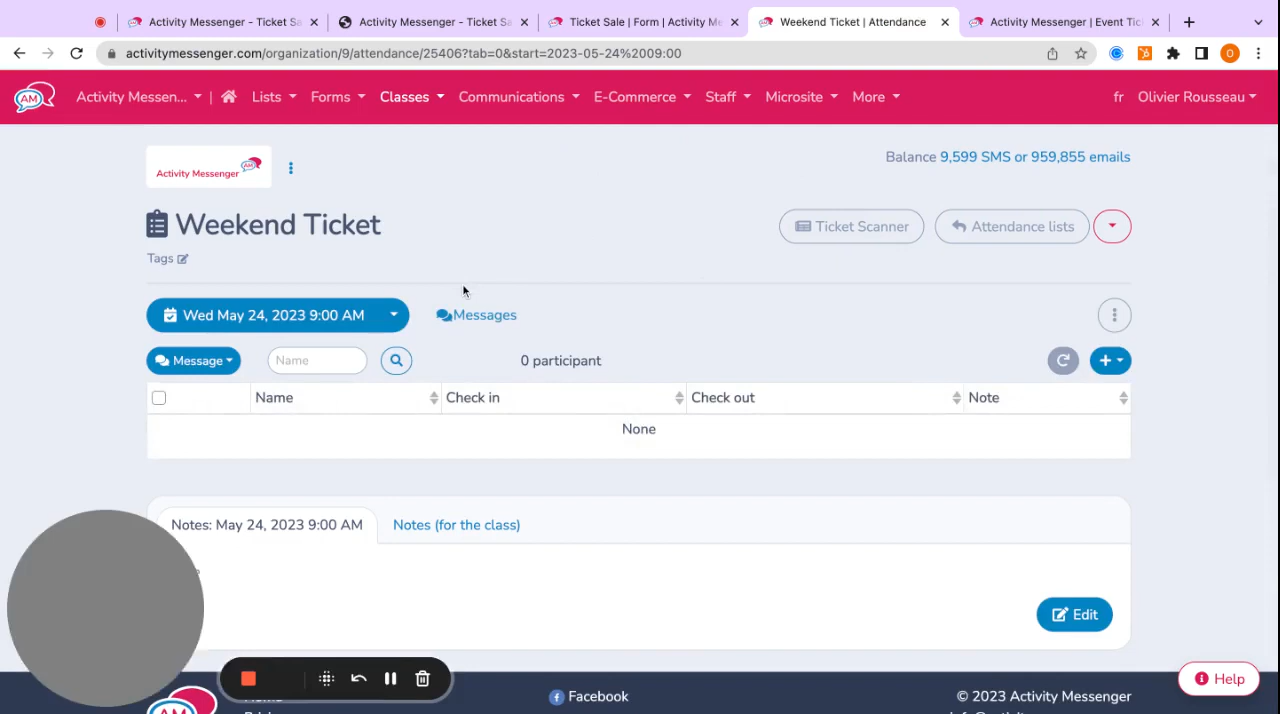 Activity Messenger - Ticket Sa
Activity Messenger - Ticket Sa
Ticket Sale | Form | Activity Me
Weekend Ticket | Attendance
Activity Messenger | Event Tic
activitymessenger.com/organization/9/attendance/25406?tab=0&start=2023-05-24%2009:00
O
AM
Activity Messen...
Lists
Forms
Classes
Communications
E-Commerce
Staff
Microsite
More
fr
Olivier Rousseau
Activity Messenger AM
Balance 9,599 SMS or 959,855 emails
Weekend Ticket
Ticket Scanner
Attendance lists
Tags
Wed May 24, 2023 9:00 AM
Messages
Message
Name
0 participant
Name
Check in
Check out
Note
None
Notes: May 24, 2023 9:00 AM
Notes (for the class)
Edit
Help
AM
Facebook
© 2023 Activity Messenger